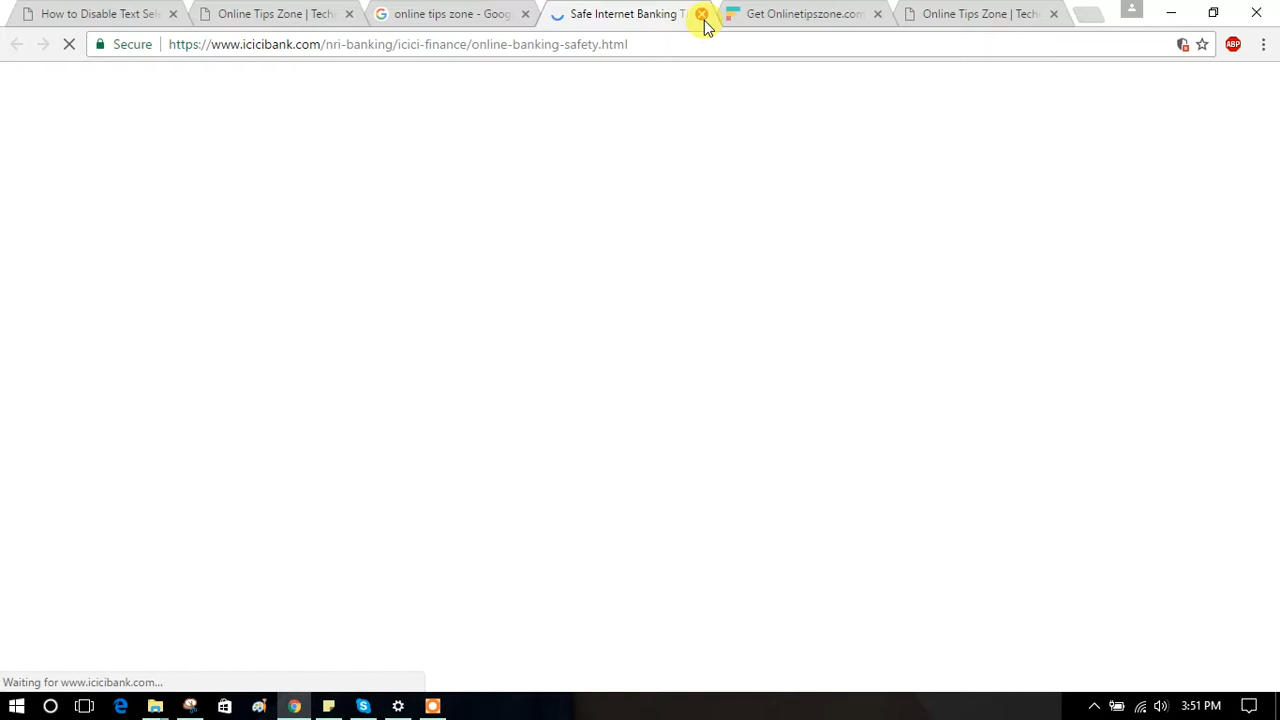 How to Disable Text Sel
Online Tips Zone | Tech
online tips zone - Goog
Safe Internet Banking T
Get Onlinetipszone.com
Online Tips Zone | Tech
Secure
https://www.icicibank.com/nri-banking/icici-finance/online-banking-safety.html
ABP
Waiting for www.icicibank.com...
3:51 PM